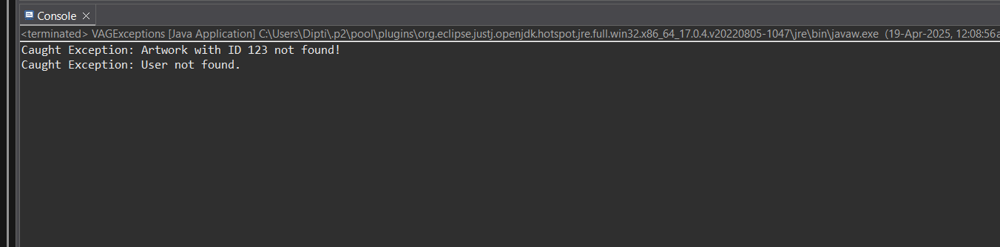 Console
<terminated> VAGExceptions [Java Application] C:\Users\Dipti\.p2\pool\plugins\org.eclipse.justj.openjdk.hotspot.jre.full.win32.x86_64_17.0.4.v20220805-1047\jre\bin\javaw.exe (19-Apr-2025, 12:08:56a
Caught Exception: Artwork with ID 123 not found!
Caught Exception: User not found.